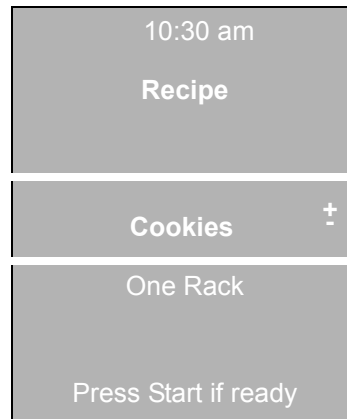 10:30 am
Recipe
+
Cookies -
One Rack
Press Start if ready